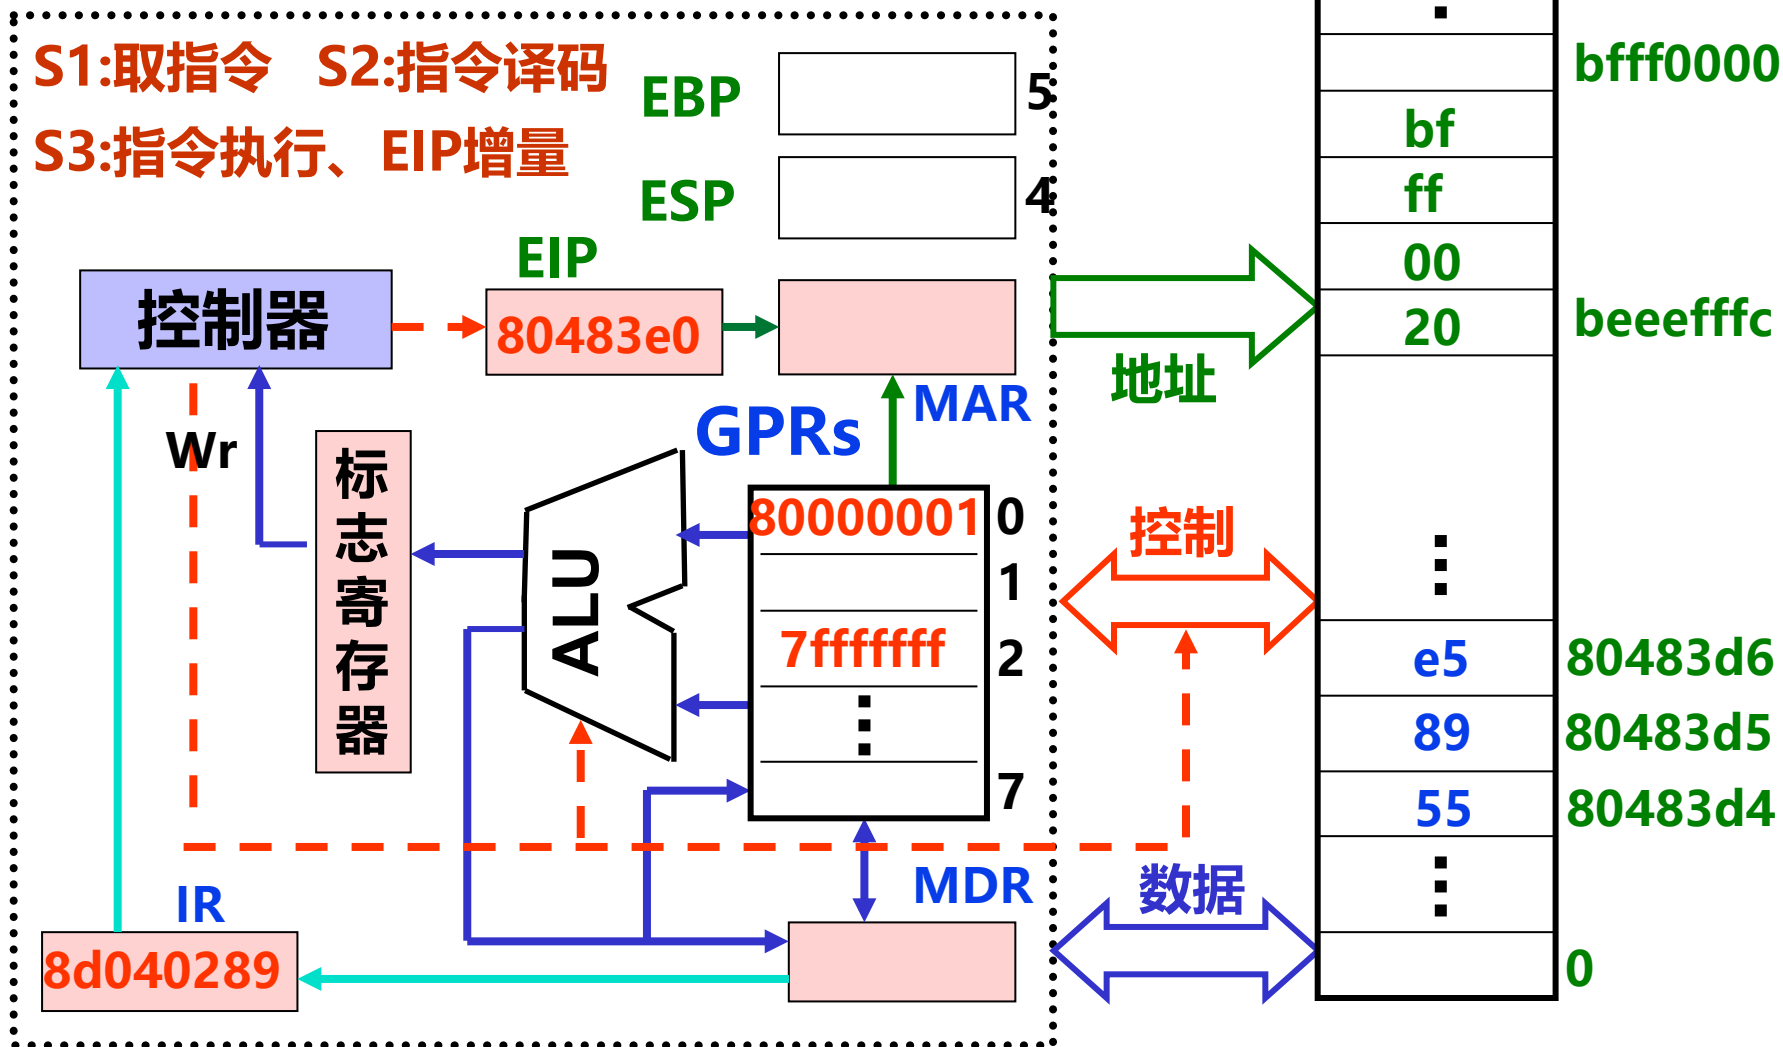 S1:取指令 S2:指令译码
S3:指令执行、EIP增量
EBP
5
ESP
4
EIP
控制器
80483e0
MAR
地址
GPRs
Wr
标志寄存器
ALU
80000001
0
1
7fffffff
2
7
控制
IR
MDR
数据
8d040289
bfff0000
bf
ff
00
20
beeefffc
e5
80483d6
89
80483d5
55
80483d4
0